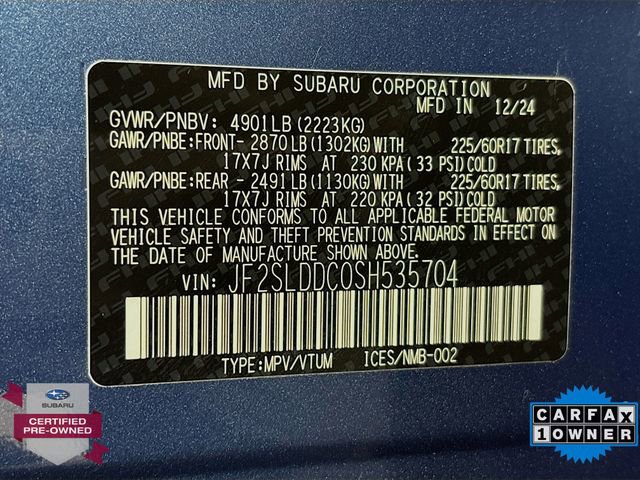 MFD BY SUBARU CORPORATION
MFD IN 12/24
GVWR/PNBV: 4901LB (2223KG)
GAWR/PNBE:FRONT- 2870LB (1302KG)WITH 225/60R17 TIRES,
17X7J RIMS AT 230 KPA (33 PSI)COLD
GAWR/PNBE:REAR - 2491LB (1130KG)WITH 225/60R17 TIRES,
17X7J RIMS AT 220 KPA (32 PSI)COLD
THIS VEHICLE CONFORMS TO ALL APPLICABLE FEDERAL MOTOR
VEHICLE SAFETY AND THEFT PREVENTION STANDARDS IN EFFECT ON
THE DATE OF MANUFACTURE SHOWN ABOVE.
VIN: JF2SLDDC0SH535704
TYPE:MPV/VTUM ICES/NMB-002
SUBARU
CERTIFIED
PRE-OWNED
CARFAX
1 OWNER